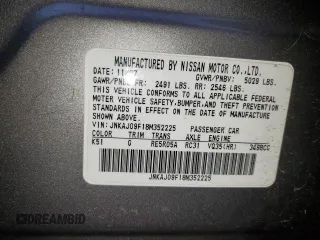 MANUFACTURED BY NISSAN MOTOR CO.,LTD.
DATE: GVWR/PNBV: 5029 LBS.
GAWR/PNBE FR: 2491 LBS. RR: 2546 LBS.
THIS VEHICLE CONFORMS TO ALL APPLICABLE FEDERAL
MOTOR VEHICLE SAFETY,BUMPER,AND THEFT PREVENTION
STANDARDS IN EFFECT ON THE DATE OF MANUFACTURE
SHOWN ABOVE.
VIN:JNKAJ09F18M352225 PASSENGER CAR
COLOR TRIM TRANS AXLE ENGINE
K51 G RE5R05A RC31 VQ35(HR) 3498CC
JNKAJ09F18M352225
© DREAMBID